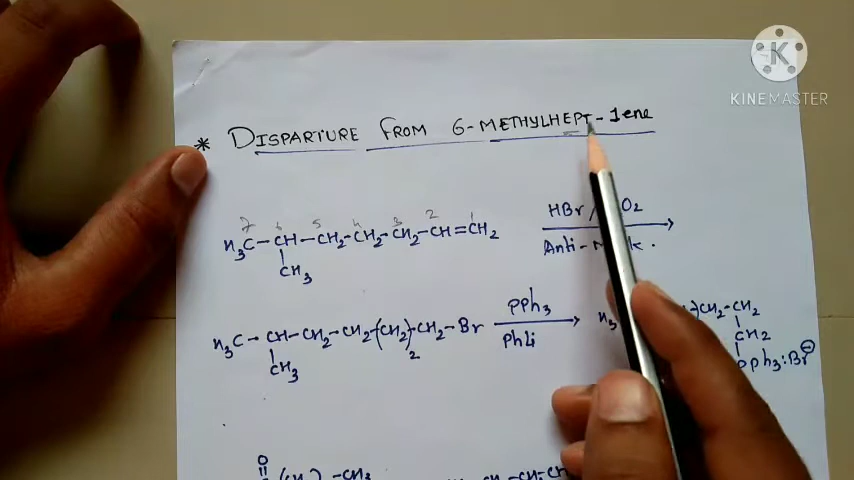 K
KINEMASTER
* DISPARTURE FROM 6-METHYLHEPT-1ene
7 6 5 4 3 2 1
H3C-CH-CH2-CH2-CH2-CH=CH2 HBr / O2
CH3 Anti-
H3C-CH-CH2-CH2-(CH2)2-CH2-Br PPh3 CH2-CH2
CH3 PhLi CH2
PPh3:Br⊖
O
-CH3